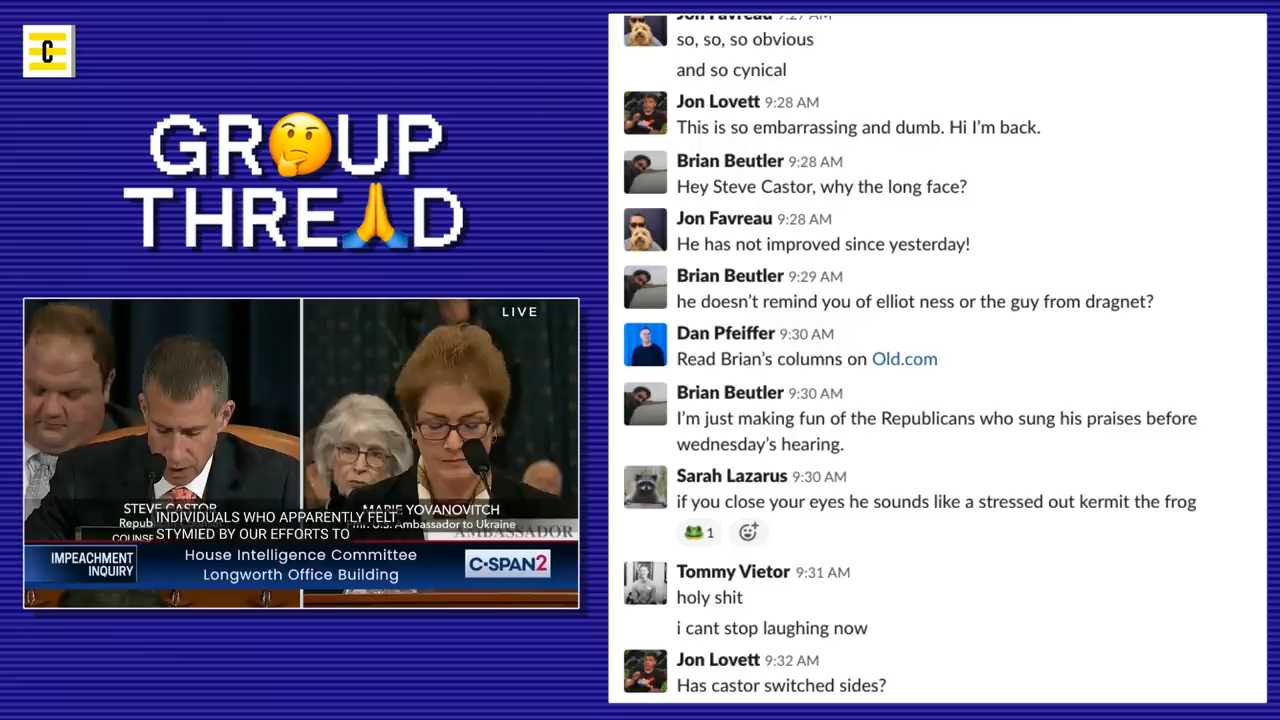 C
GR🤔UP
THRE🙏D
LIVE
STEVE CASTOR
MARIE YOVANOVITCH
Ambassador to Ukraine
INDIVIDUALS WHO APPARENTLY FELT
STYMIED BY OUR EFFORTS TO
AMBASSADOR
IMPEACHMENT
INQUIRY
House Intelligence Committee
Longworth Office Building
C-SPAN2
Jon Favreau 9:27 AM
so, so, so obvious
and so cynical
Jon Lovett 9:28 AM
This is so embarrassing and dumb. Hi I’m back.
Brian Beutler 9:28 AM
Hey Steve Castor, why the long face?
Jon Favreau 9:28 AM
He has not improved since yesterday!
Brian Beutler 9:29 AM
he doesn’t remind you of elliot ness or the guy from dragnet?
Dan Pfeiffer 9:30 AM
Read Brian’s columns on Old.com
Brian Beutler 9:30 AM
I’m just making fun of the Republicans who sung his praises before
wednesday’s hearing.
Sarah Lazarus 9:30 AM
if you close your eyes he sounds like a stressed out kermit the frog
1
Tommy Vietor 9:31 AM
holy shit
i cant stop laughing now
Jon Lovett 9:32 AM
Has castor switched sides?